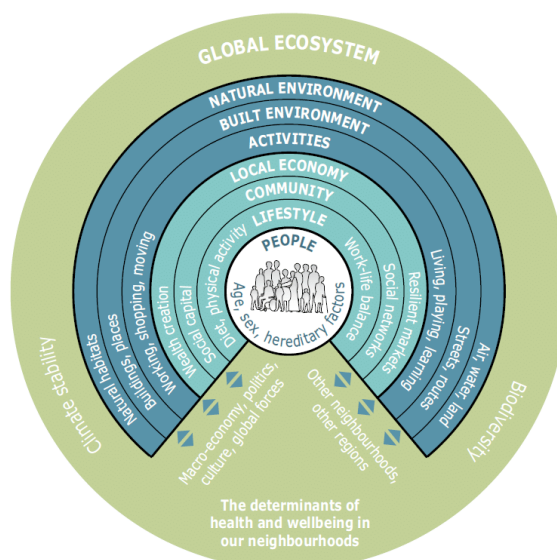 GLOBAL ECOSYSTEM
NATURAL ENVIRONMENT
BUILT ENVIRONMENT
ACTIVITIES
LOCAL ECONOMY
COMMUNITY
LIFESTYLE
PEOPLE
Age, sex, hereditary factors
Diet, physical activity
Work-life balance
Social capital
Social networks
Wealth creation
Resilient markets
Working, shopping, moving
Living, playing, learning
Buildings, places
Streets, routes
Natural habitats
Air, water, land
Climate stability
Biodiversity
Macro-economy, politics,
culture, global forces
Other neighbourhoods,
other regions
The determinants of
health and wellbeing in
our neighbourhoods